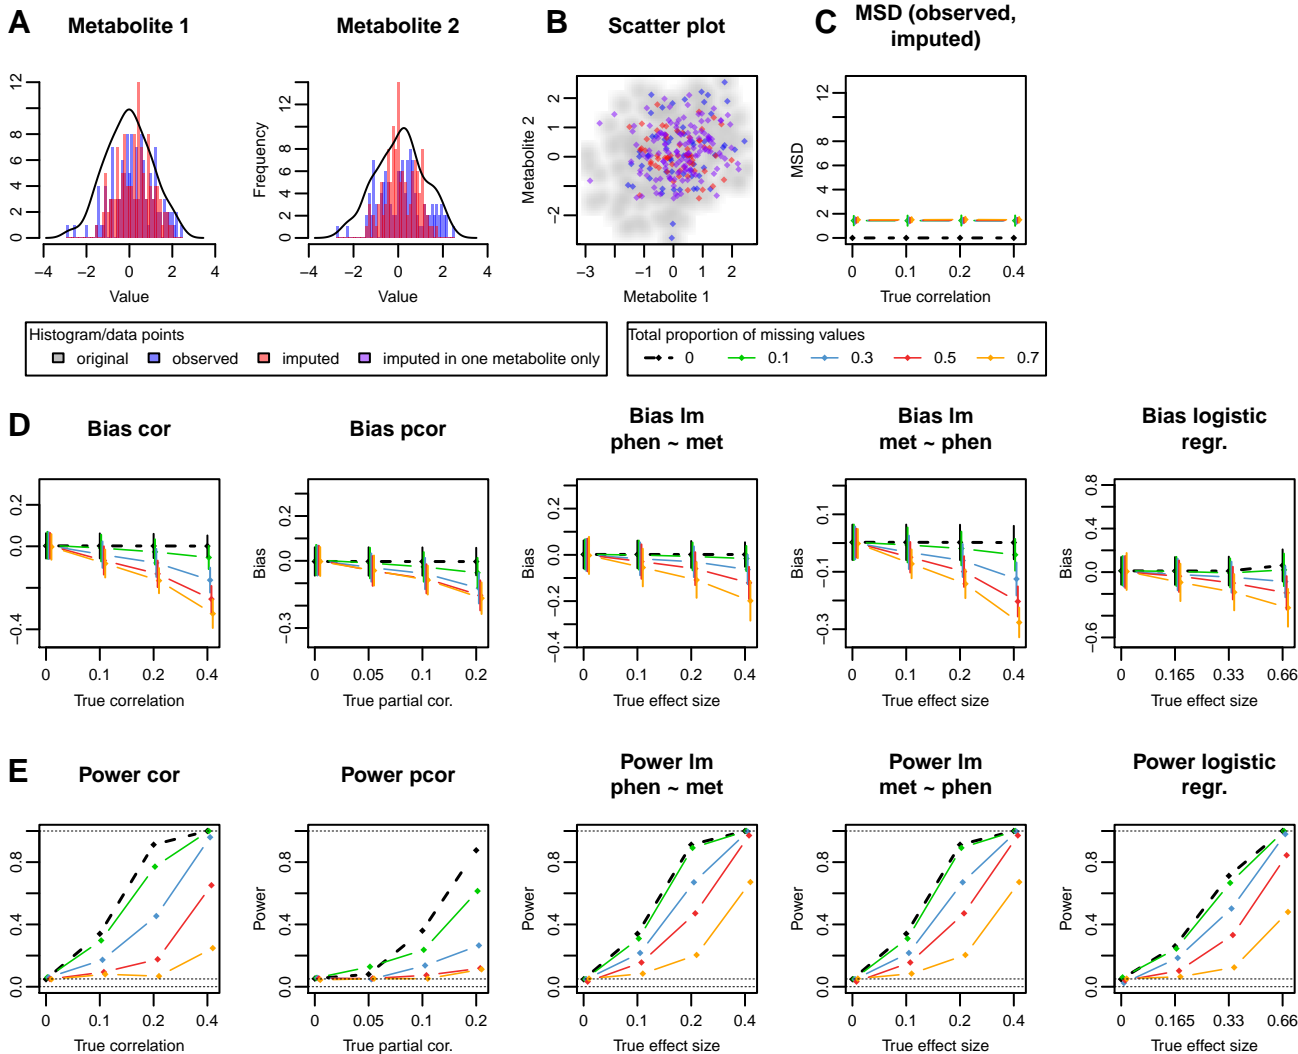 A
Metabolite 1
Metabolite 2
B
Scatter plot
C
MSD (observed,
imputed)
0
2
4
6
8
12
−4
−2
0
2
4
Value
Frequency
0
2
4
6
8
12
−4
−2
0
2
4
Value
Metabolite 2
−2
0
1
2
−3
−1
0
1
2
Metabolite 1
MSD
0
2
4
8
12
0
0.1
0.2
0.4
True correlation
Histogram/data points
original
observed
imputed
imputed in one metabolite only
Total proportion of missing values
0
0.1
0.3
0.5
0.7
D
Bias cor
Bias pcor
Bias lm
phen ~ met
Bias lm
met ~ phen
Bias logistic
regr.
−0.4
0.0
0.2
0
0.1
0.2
0.4
True correlation
Bias
−0.3
0.0
0.2
0
0.05
0.1
0.2
True partial cor.
Bias
−0.4
−0.2
0.0
0.2
0
0.1
0.2
0.4
True effect size
Bias
−0.3
−0.1
0.1
0
0.1
0.2
0.4
True effect size
Bias
−0.6
0.0
0.4
0.8
0
0.165
0.33
0.66
True effect size
E
Power cor
Power pcor
Power lm
phen ~ met
Power lm
met ~ phen
Power logistic
regr.
0.0
0.4
0.8
0
0.1
0.2
0.4
True correlation
Power
0.0
0.4
0.8
0
0.05
0.1
0.2
True partial cor.
Power
0.0
0.4
0.8
0
0.1
0.2
0.4
True effect size
Power
0.0
0.4
0.8
0
0.1
0.2
0.4
True effect size
Power
0.0
0.4
0.8
0
0.165
0.33
0.66
True effect size